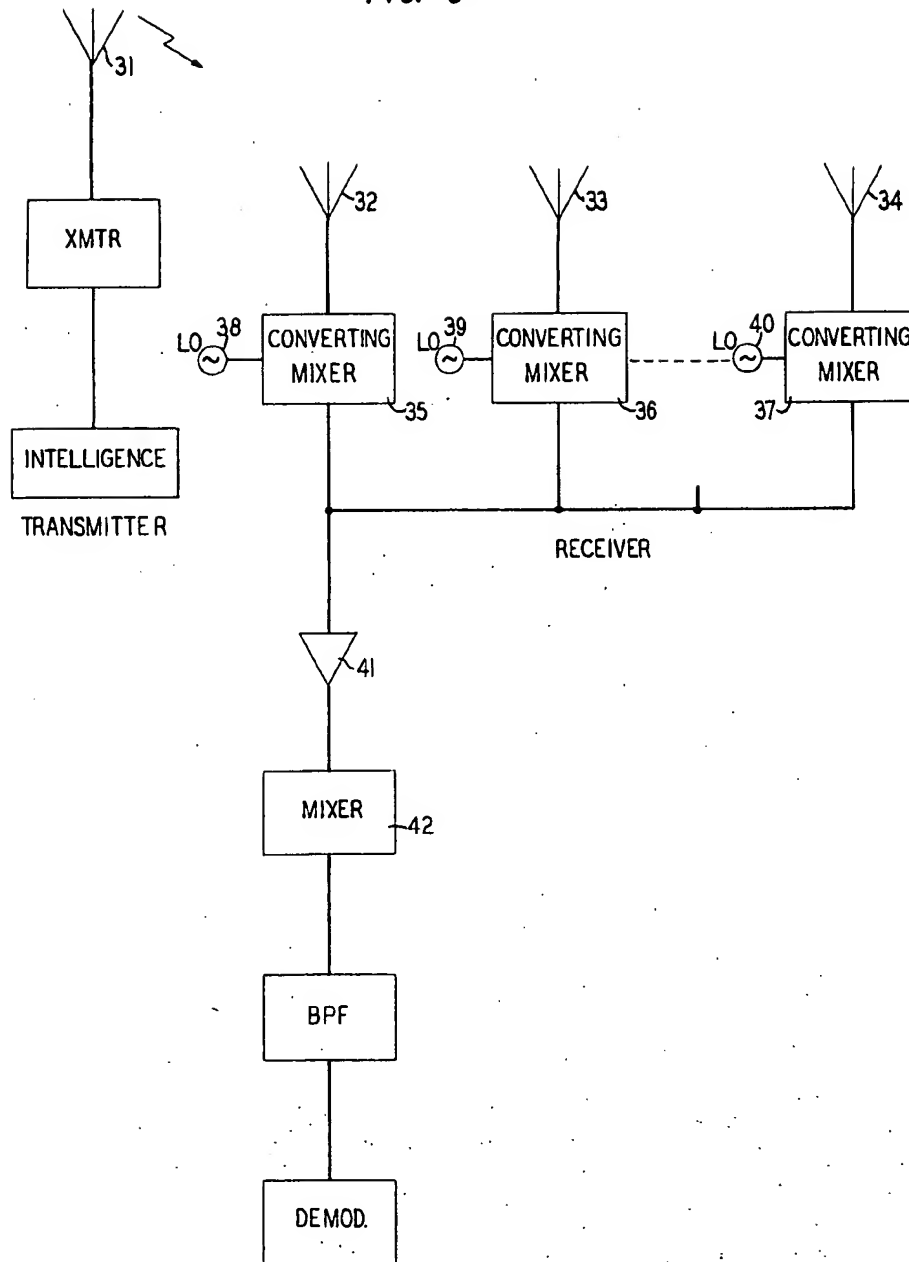 31
XMTR
INTELLIGENCE
TRANSMITTER
32
33
34
LO 38
CONVERTING
MIXER
35
LO 39
CONVERTING
MIXER
36
LO 40
CONVERTING
MIXER
37
RECEIVER
41
MIXER
42
BPF
DEMOD.